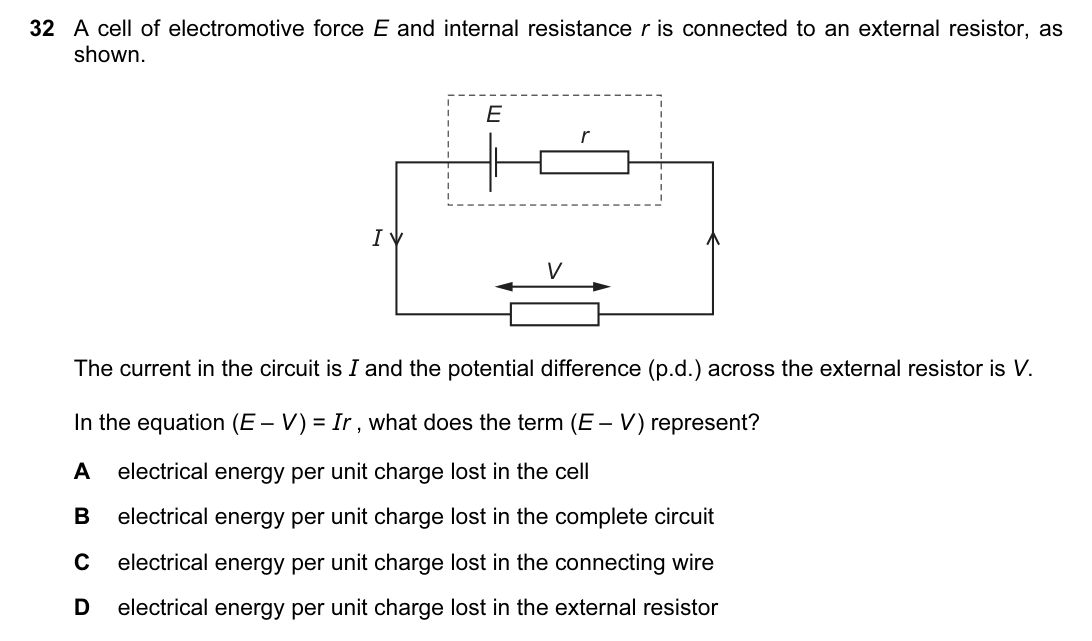 32 A cell of electromotive force E and internal resistance r is connected to an external resistor, as
shown.
E
r
I
V
The current in the circuit is I and the potential difference (p.d.) across the external resistor is V.
In the equation (E – V) = Ir , what does the term (E – V) represent?
A electrical energy per unit charge lost in the cell
B electrical energy per unit charge lost in the complete circuit
C electrical energy per unit charge lost in the connecting wire
D electrical energy per unit charge lost in the external resistor